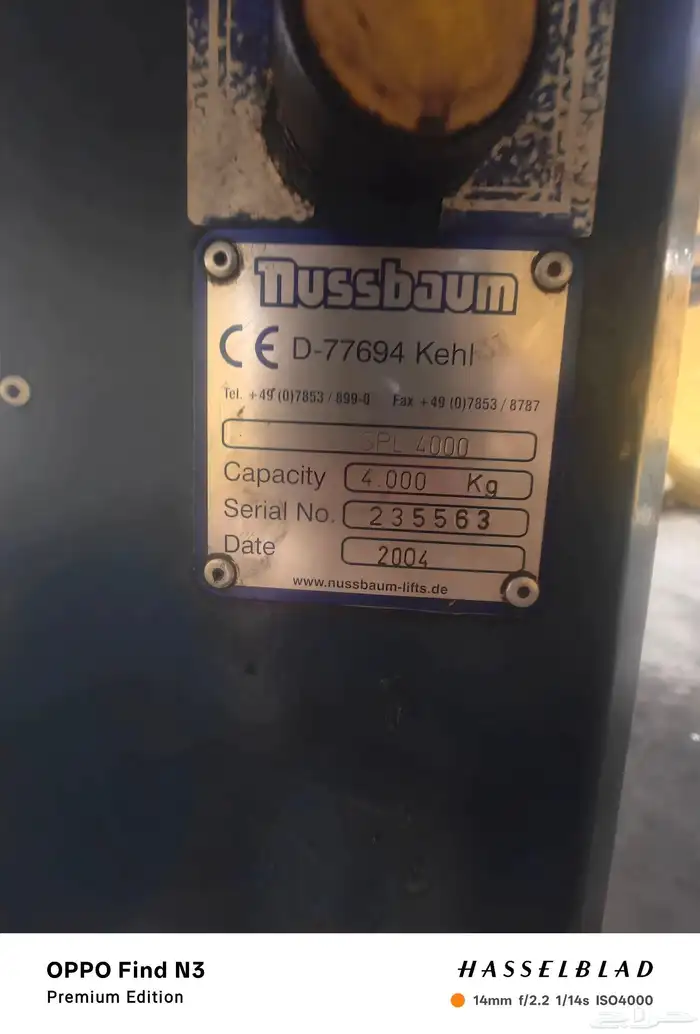 nussbaum
CE D-77694 Kehl
Tel. +49 (0)7853 / 899-0 Fax +49 (0)7853 / 8787
SPL 4000
Capacity 4.000 Kg
Serial No. 235563
Date 2004
www.nussbaum-lifts.de
OPPO Find N3
HASSELBLAD
Premium Edition
14mm f/2.2 1/14s ISO4000
حراج